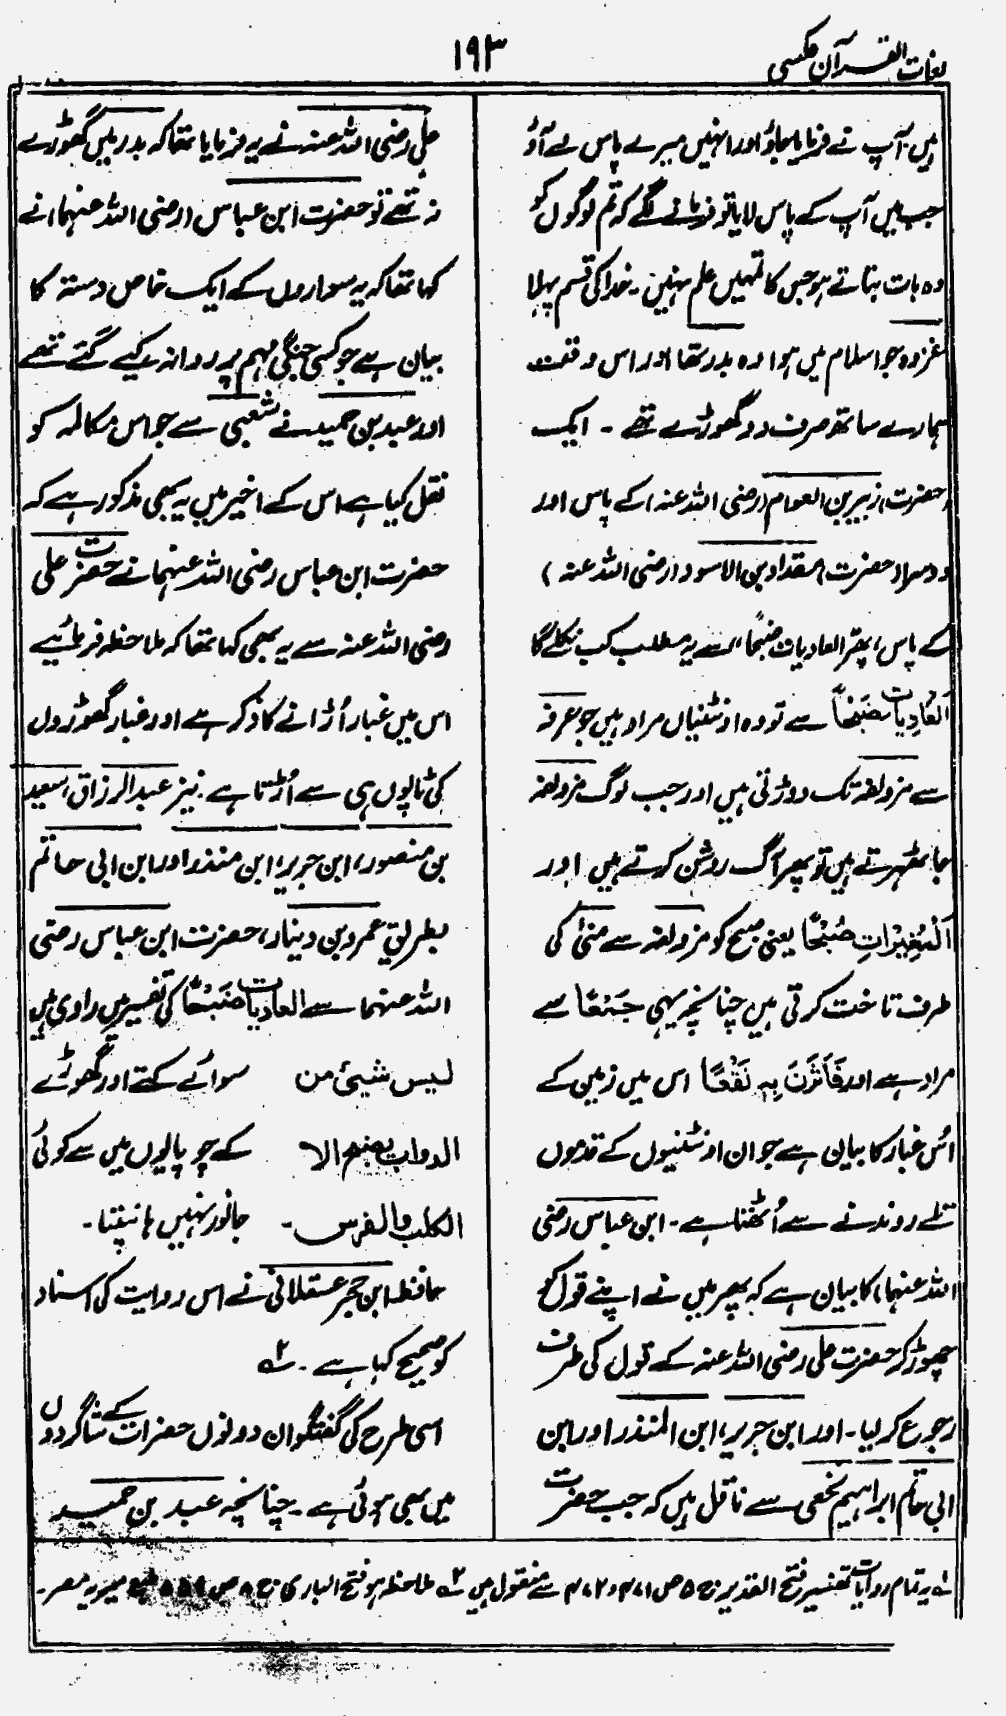 لغات القرآن عکسی
۱۹۳
میں۔ آپ نے فرمایا جاؤ اور انہیں میرے پاس لے آؤ
جب میں آپ کے پاس لایا تو فرمانے لگے کہ تم لوگوں کو
وہ بات بتاتے ہو جس کا تمہیں علم نہیں۔ خدا کی قسم پہلا
غزوہ جو اسلام میں ہوا وہ بدر تھا اور اس وقت
ہمارے ساتھ صرف دو گھوڑے تھے۔ ایک
(حضرت) زبیر بن العوام (رضی اللہ عنہ) کے پاس اور
دوسرا (حضرت) مقداد بن الاسود (رضی اللہ عنہ)
کے پاس، پھر العادیات ضبحًا، سے یہ مطلب کب نکلے گا
اَلعَادِیَات ضَبْحًا سے تو وہ اونٹنیاں مراد ہیں جو عرفہ
سے مزدلفہ تک دوڑتی ہیں اور جب لوگ مزدلفہ
جا ٹھہرتے ہیں تو پھر آگ روشن کرتے ہیں اور
اَلْمُغِیْرَاتِ صُبْحًا یعنی صبح کو مزدلفہ سے منیٰ کی
طرف تاخت کرتی ہیں چنانچہ یہی جَمْعًا سے
مراد ہے اور فَأَثَرْنَ بِہٖ نَقْعًا اس میں زمین کے
اُس غبار کا بیان ہے جو ان اونٹنیوں کے قدموں
تلے روندنے سے اُٹھتا ہے۔ ابن عباس (رضی
اللہ عنہما) کا بیان ہے کہ پھر میں نے اپنے قول کو
چھوڑ کر حضرت علی رضی اللہ عنہ کے قول کی طرف
رجوع کر لیا۔ اور ابن جریر، ابن المنذر اور ابن
ابی حاتم ابراہیم نخعی سے ناقل ہیں کہ جب حضرت
علی رضی اللہ عنہ نے یہ فرمایا تھا کہ بدر میں گھوڑے
نہ تھے تو حضرت ابن عباس (رضی اللہ عنہما) نے
کہا تھا کہ یہ سواروں کے ایک خاص دستہ کا
بیان ہے جو کسی جنگی مہم پر روانہ کیے گئے تھے
اور عبد بن حمید نے شعبی سے جو اس مکالمہ کو
نقل کیا ہے اس کے اخیر میں یہ بھی مذکور ہے کہ
حضرت ابن عباس رضی اللہ عنہما نے حضرت علی
رضی اللہ عنہ سے یہ بھی کہا تھا کہ ملاحظہ فرمائیے
اس میں غبار اُڑانے کا ذکر ہے اور غبار گھوڑوں
کی ٹاپوں ہی سے اُڑتا ہے۔ نیز عبد الرزاق، سعید
بن منصور، ابن جریر، ابن منذر اور ابن ابی حاتم
بطریق عمرو بن دینار، حضرت ابن عباس رضی
اللہ عنہما سے العادیات ضَبْحًا کی تفسیر میں راوی ہیں
لیس شیئ من سوائے کتے اور گھوڑے
الدواب یضبح الا کے چوپایوں میں سے کوئی
الکلب والفرس۔ جانور نہیں ہانپتا۔
حافظ ابن حجر عسقلانی نے اس روایت کی اسناد
کو صحیح کہا ہے۔ ۲ ؎
اسی طرح کی گفتگو ان دونوں حضرات کے شاگردوں
میں بھی ہوئی ہے۔ چنانچہ عبد بن حمید
۱ ؎ یہ تمام روایات تفسیر فتح القدیر ج ۵ ص ۴۷۱ و ۴۷۲ سے منقول ہیں ۲ ؎ ملاحظہ ہو فتح الباری ج ۸ ص ۵۵۹ طبع میریہ مصر۔